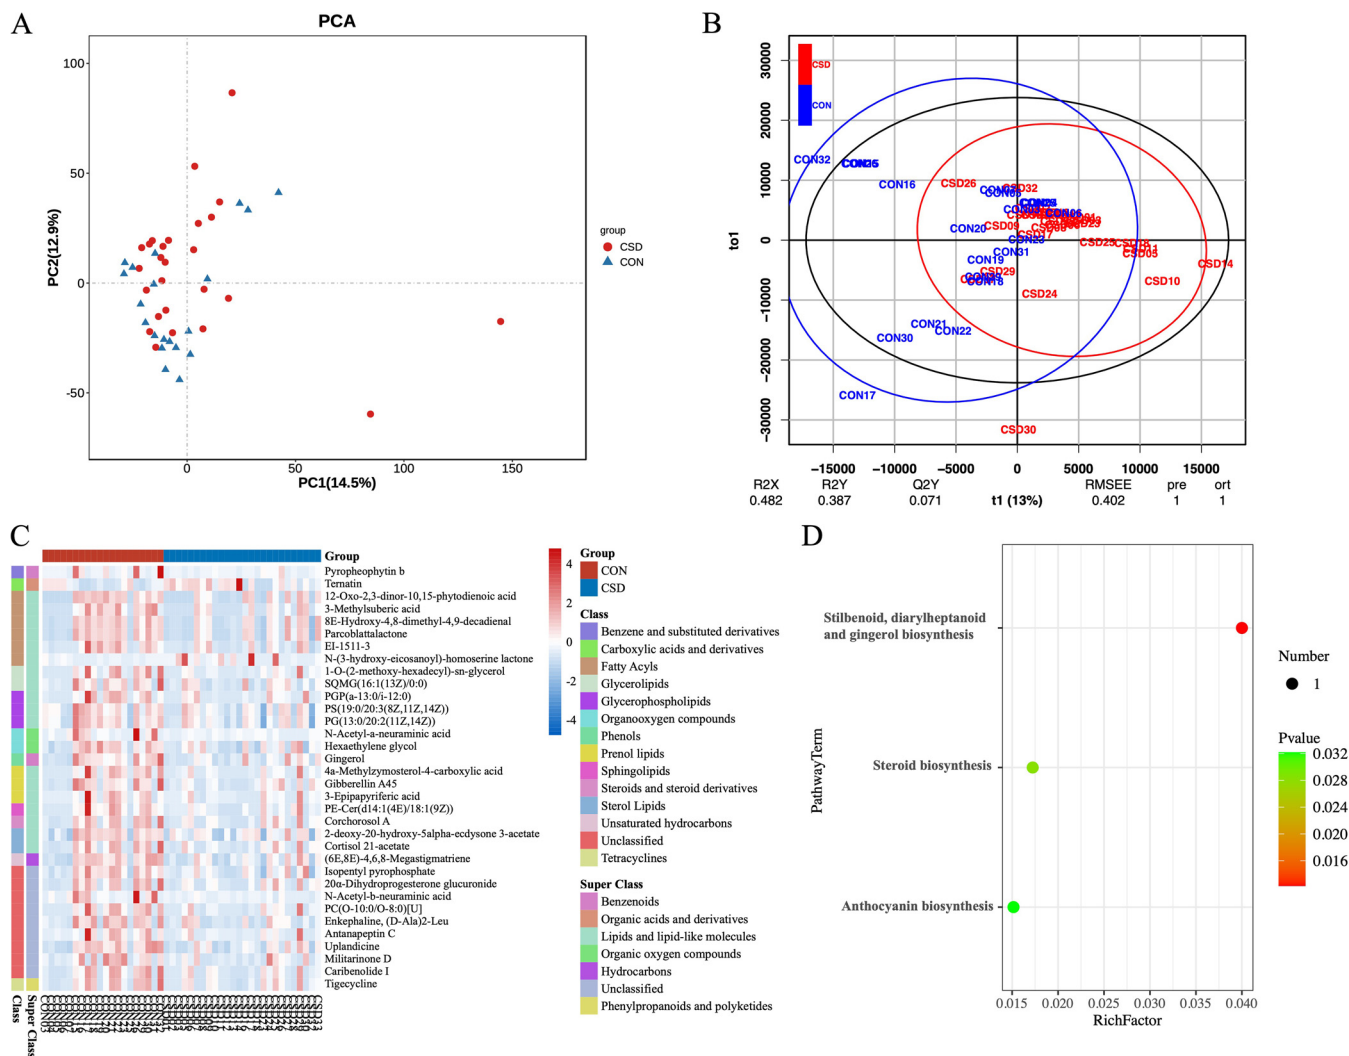 A
PCA
PC2(12.9%)
100
50
0
-50
0
50
100
150
PC1(14.5%)
group
CSD
CON
B
CSD
CON
to1
30000
20000
10000
0
−10000
−20000
−30000
CON32
CON16
CSD26
CSD32
CON20
CSD09
CSD17
CON23
CON31
CSD25
CSD11
CSD05
CSD14
CSD10
CON19
CSD29
CON18
CSD24
CON21
CON22
CON30
CON17
CSD30
−15000
−10000
−5000
0
5000
10000
15000
R2X
R2Y
Q2Y
RMSEE
pre
ort
0.482
0.387
0.071
t1 (13%)
0.402
1
1
C
Group
Pyropheophytin b
Ternatin
12-Oxo-2,3-dinor-10,15-phytodienoic acid
3-Methylsuberic acid
8E-Hydroxy-4,8-dimethyl-4,9-decadienal
Parcoblattalactone
EI-1511-3
N-(3-hydroxy-eicosanoyl)-homoserine lactone
1-O-(2-methoxy-hexadecyl)-sn-glycerol
SQMG(16:1(13Z)/0:0)
PGP(a-13:0/i-12:0)
PS(19:0/20:3(8Z,11Z,14Z))
PG(13:0/20:2(11Z,14Z))
N-Acetyl-a-neuraminic acid
Hexaethylene glycol
Gingerol
4a-Methylzymosterol-4-carboxylic acid
Gibberellin A45
3-Epipapyriferic acid
PE-Cer(d14:1(4E)/18:1(9Z))
Corchorosol A
2-deoxy-20-hydroxy-5alpha-ecdysone 3-acetate
Cortisol 21-acetate
(6E,8E)-4,6,8-Megastigmatriene
Isopentyl pyrophosphate
20α-Dihydroprogesterone glucuronide
N-Acetyl-b-neuraminic acid
PC(O-10:0/O-8:0)[U]
Enkephaline, (D-Ala)2-Leu
Antanapeptin C
Uplandicine
Militarinone D
Caribenolide I
Tigecycline
Class
Super Class
4
2
0
-2
-4
Group
CON
CSD
Class
Benzene and substituted derivatives
Carboxylic acids and derivatives
Fatty Acyls
Glycerolipids
Glycerophospholipids
Organooxygen compounds
Phenols
Prenol lipids
Sphingolipids
Steroids and steroid derivatives
Sterol Lipids
Unsaturated hydrocarbons
Unclassified
Tetracyclines
Super Class
Benzenoids
Organic acids and derivatives
Lipids and lipid-like molecules
Organic oxygen compounds
Hydrocarbons
Unclassified
Phenylpropanoids and polyketides
D
PathwayTerm
Stilbenoid, diarylheptanoid
and gingerol biosynthesis
Steroid biosynthesis
Anthocyanin biosynthesis
0.015
0.020
0.025
0.030
0.035
0.040
RichFactor
Number
1
Pvalue
0.032
0.028
0.024
0.020
0.016